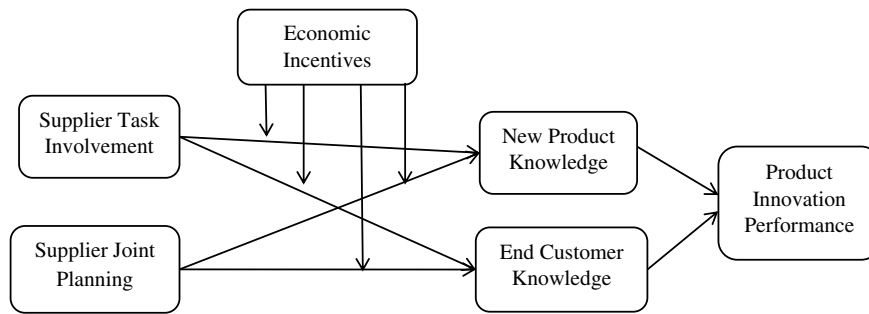 Economic
Incentives
Supplier Task
Involvement
New Product
Knowledge
Product
Innovation
Performance
Supplier Joint
Planning
End Customer
Knowledge